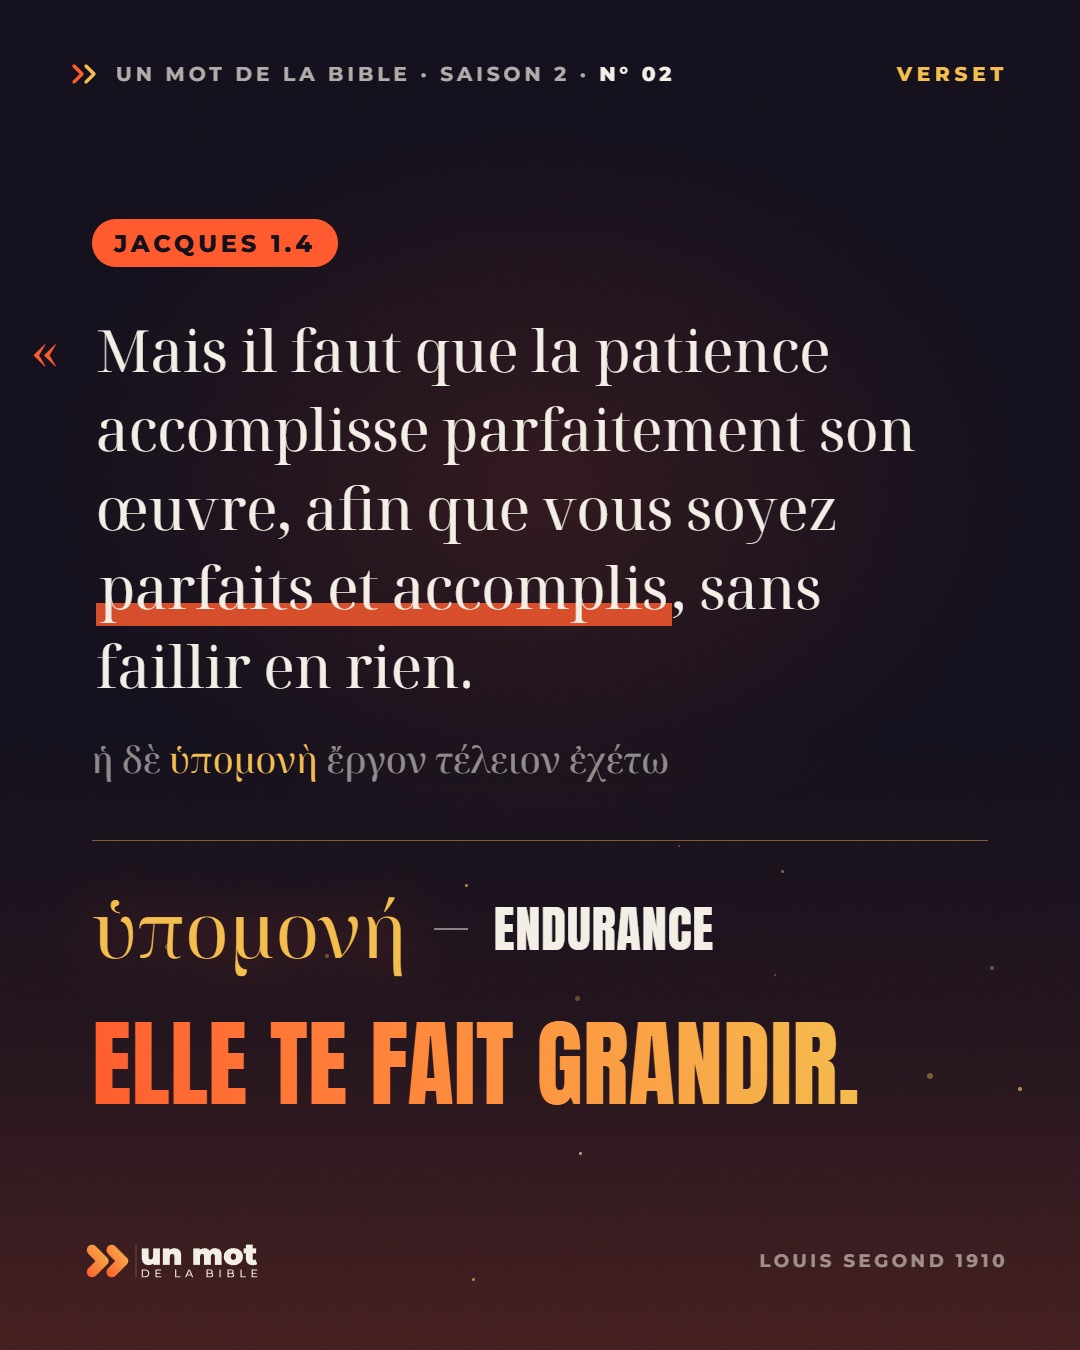 UN MOT DE LA BIBLE · SAISON 2 · N° 02
VERSET
JACQUES 1.4
« Mais il faut que la patience
accomplisse parfaitement son
œuvre, afin que vous soyez
parfaits et accomplis, sans
faillir en rien.
ἡ δὲ ὑπομονὴ ἔργον τέλειον ἐχέτω
ὑπομονή — ENDURANCE
ELLE TE FAIT GRANDIR.
un mot
DE LA BIBLE
LOUIS SEGOND 1910